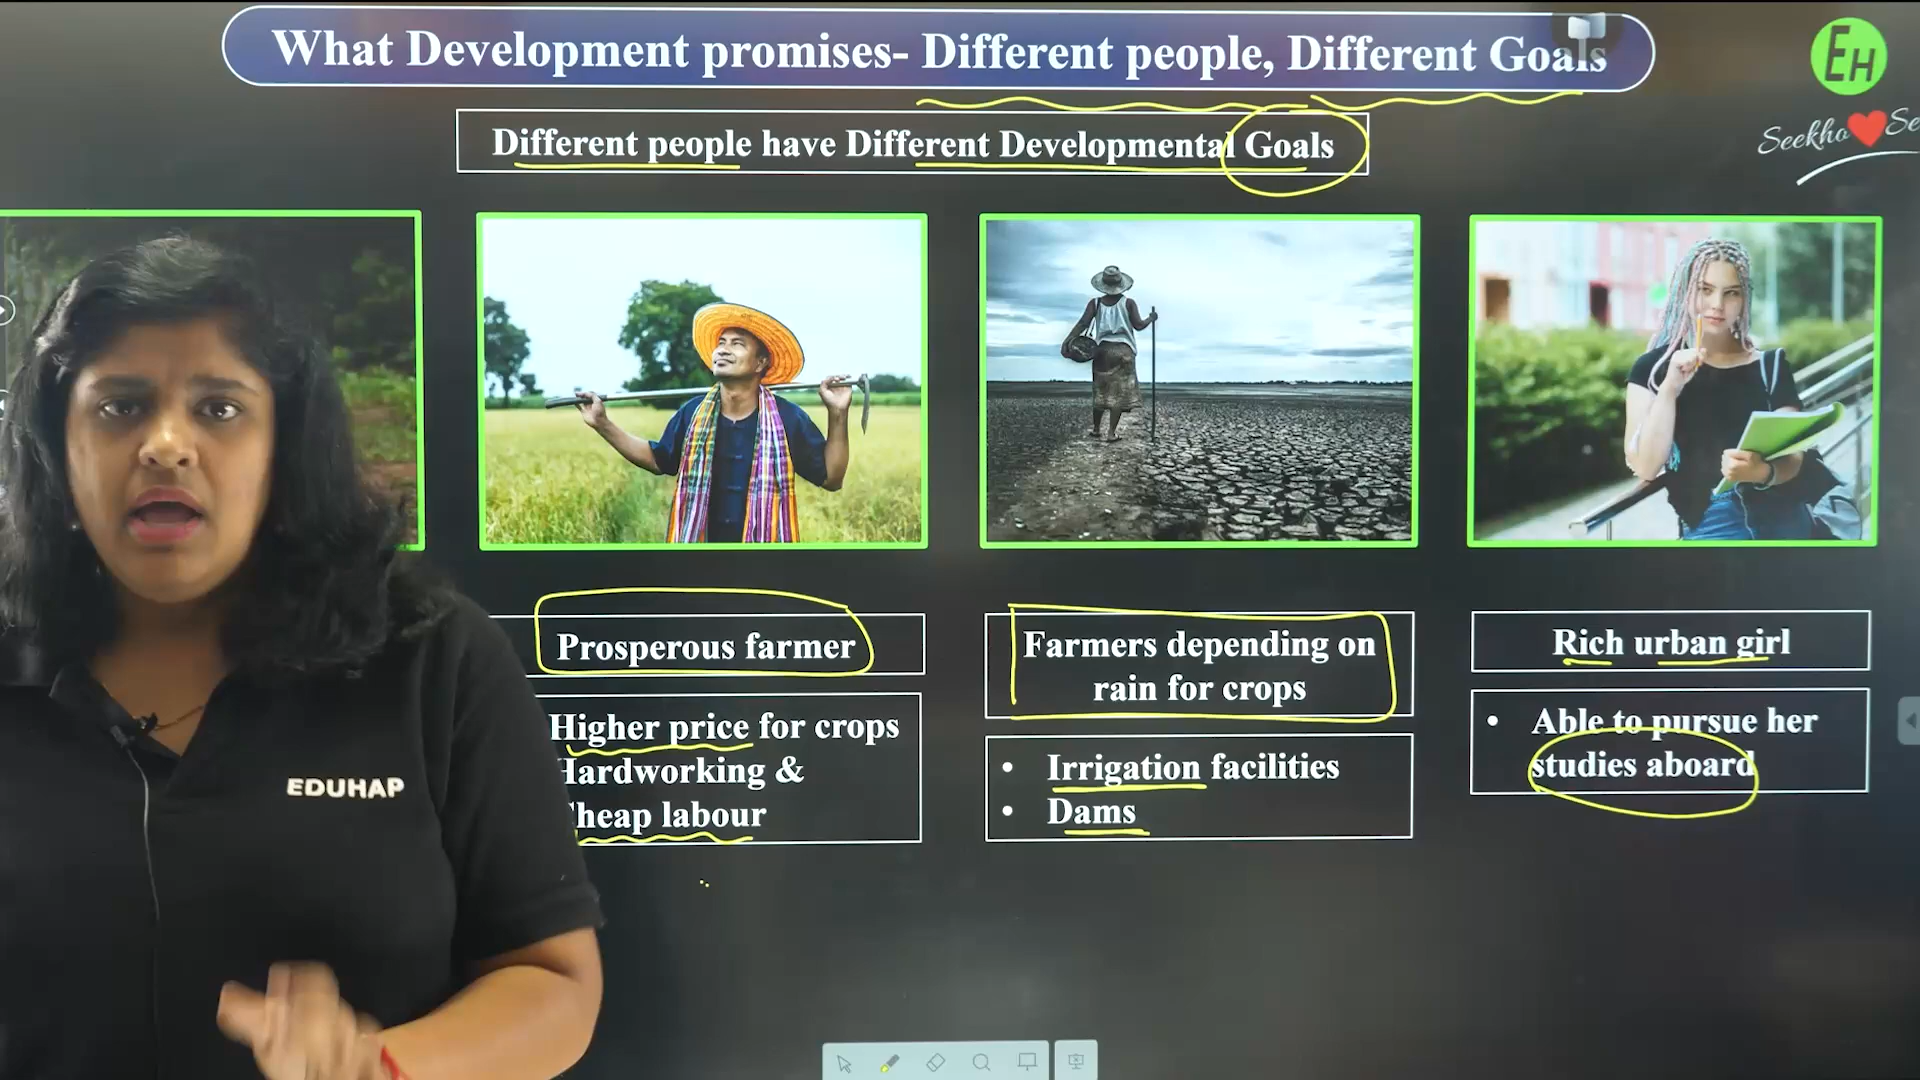 What Development promises- Different people, Different Goals
EH
Different people have Different Developmental Goals
Seekho
Prosperous farmer
Higher price for crops
Hardworking &
Cheap labour
Farmers depending on
rain for crops
• Irrigation facilities
• Dams
Rich urban girl
• Able to pursue her
studies aboard
EDUHAP